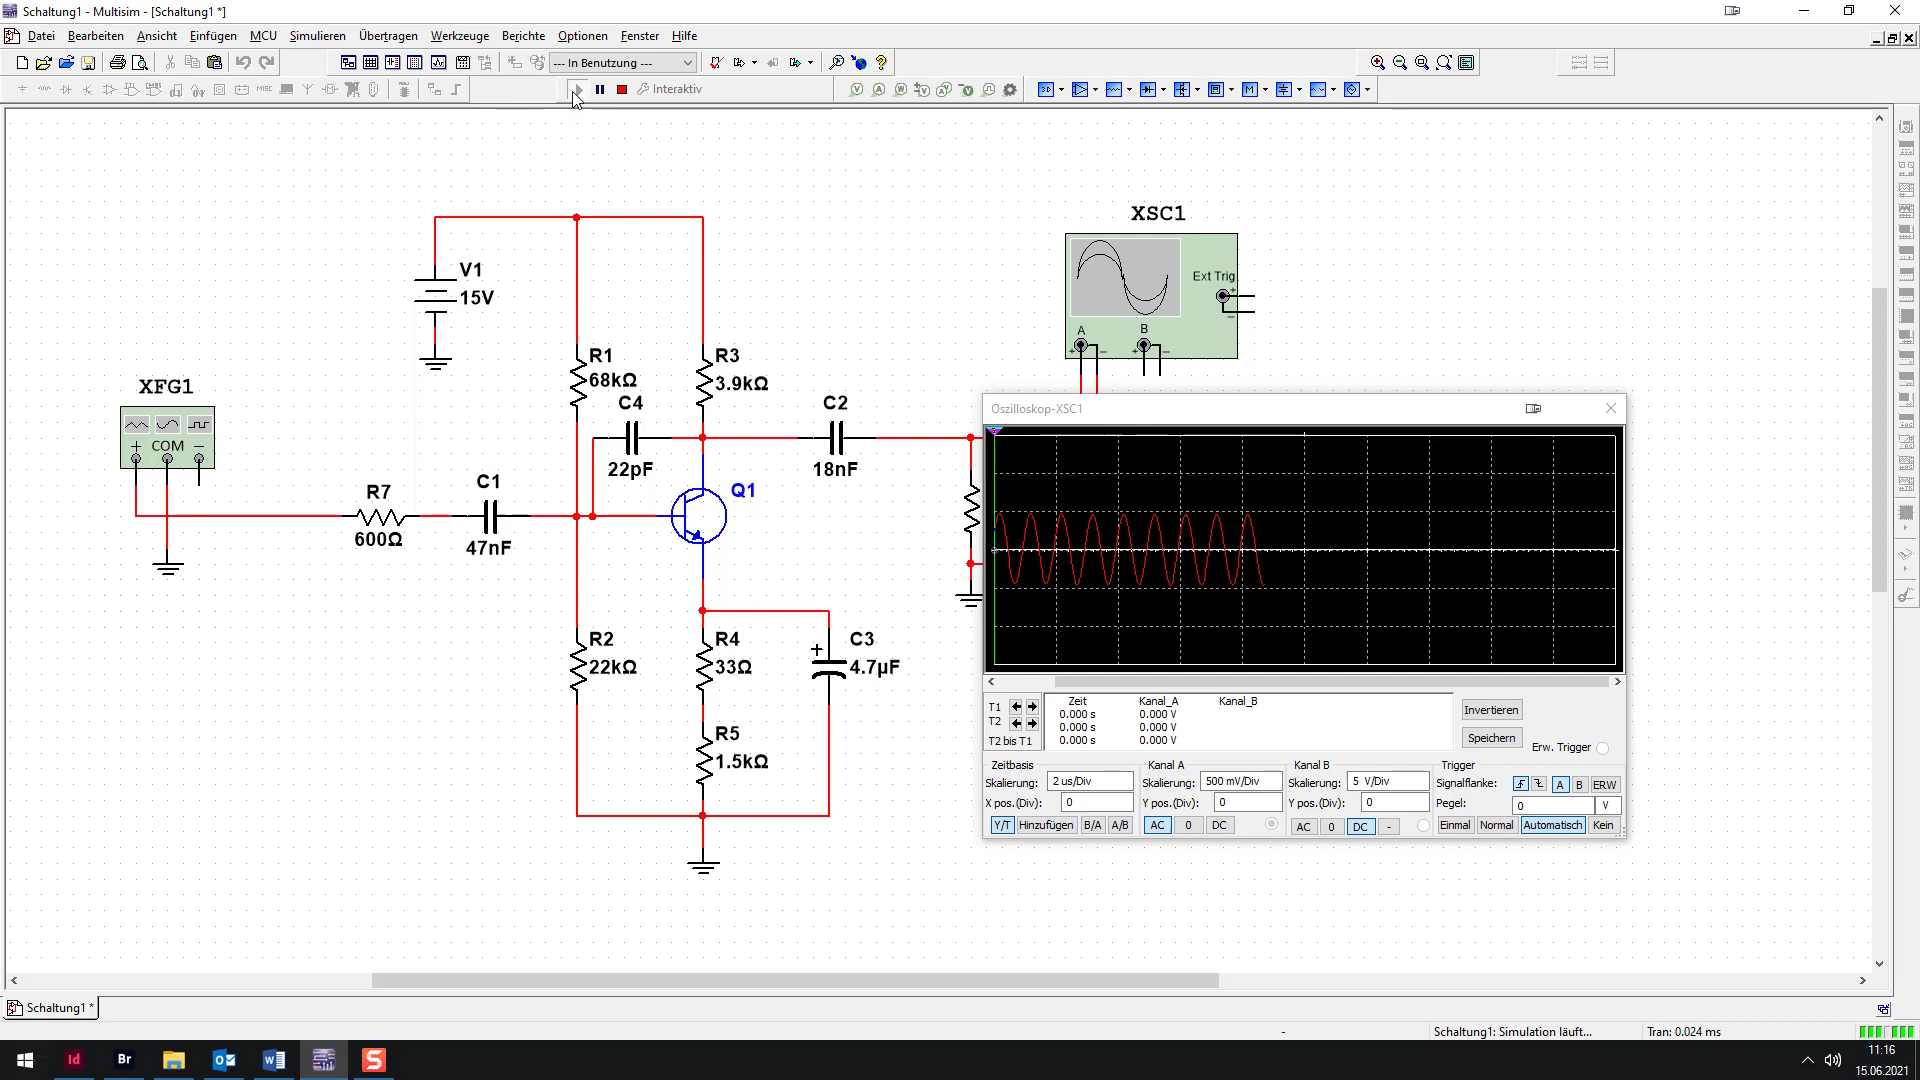 Schaltung1 - Multisim - [Schaltung1 *]
Datei Bearbeiten Ansicht Einfügen MCU Simulieren Übertragen Werkzeuge Berichte Optionen Fenster Hilfe
--- In Benutzung ---
Interaktiv
XSC1
Ext Trig
A B
V1
15V
R1
68kΩ
R3
3.9kΩ
XFG1
COM
C4
22pF
C2
18nF
R7
600Ω
C1
47nF
Q1
R2
22kΩ
R4
33Ω
C3
4.7µF
R5
1.5kΩ
Oszilloskop-XSC1
T1
T2
T2 bis T1
Zeit Kanal_A Kanal_B
0.000 s 0.000 V
0.000 s 0.000 V
0.000 s 0.000 V
Invertieren
Speichern
Erw. Trigger
Zeitbasis Kanal A Kanal B Trigger
Skalierung: 2 us/Div Skalierung: 500 mV/Div Skalierung: 5 V/Div Signalflanke: A B ERW
X pos.(Div): 0 Y pos.(Div): 0 Y pos.(Div): 0 Pegel: 0 V
Y/T Hinzufügen B/A A/B AC 0 DC AC 0 DC - Einmal Normal Automatisch Kein
Schaltung1 *
- Schaltung1: Simulation läuft... Tran: 0.024 ms
Id Br
11:16
15.06.2021